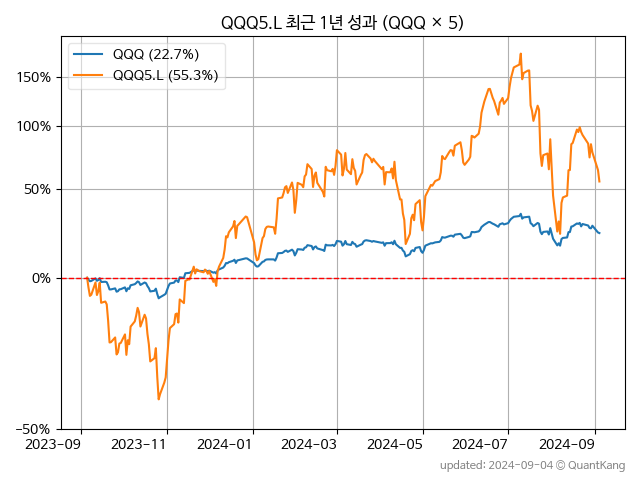 QQQ5.L 최근 1년 성과 (QQQ × 5)
QQQ (22.7%)
QQQ5.L (55.3%)
150%
100%
50%
0%
−50%
2023-09 2023-11 2024-01 2024-03 2024-05 2024-07 2024-09
updated: 2024-09-04 © QuantKang